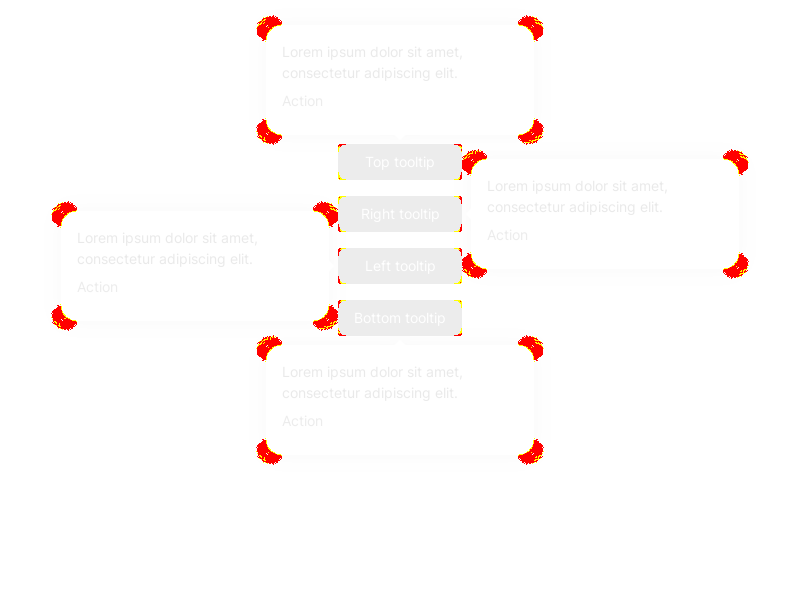 Lorem ipsum dolor sit amet,
consectetur adipiscing elit.
Action
Top tooltip
Lorem ipsum dolor sit amet,
consectetur adipiscing elit.
Action
Right tooltip
Lorem ipsum dolor sit amet,
consectetur adipiscing elit.
Action
Left tooltip
Bottom tooltip
Lorem ipsum dolor sit amet,
consectetur adipiscing elit.
Action